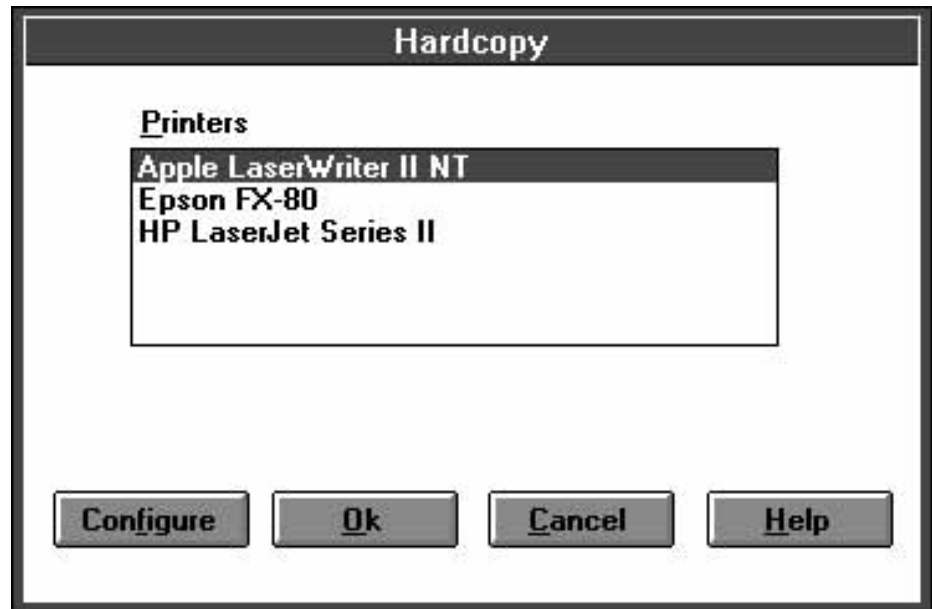 Hardcopy
Printers
Apple LaserWriter II NT
Epson FX-80
HP LaserJet Series II
Configure Ok Cancel Help